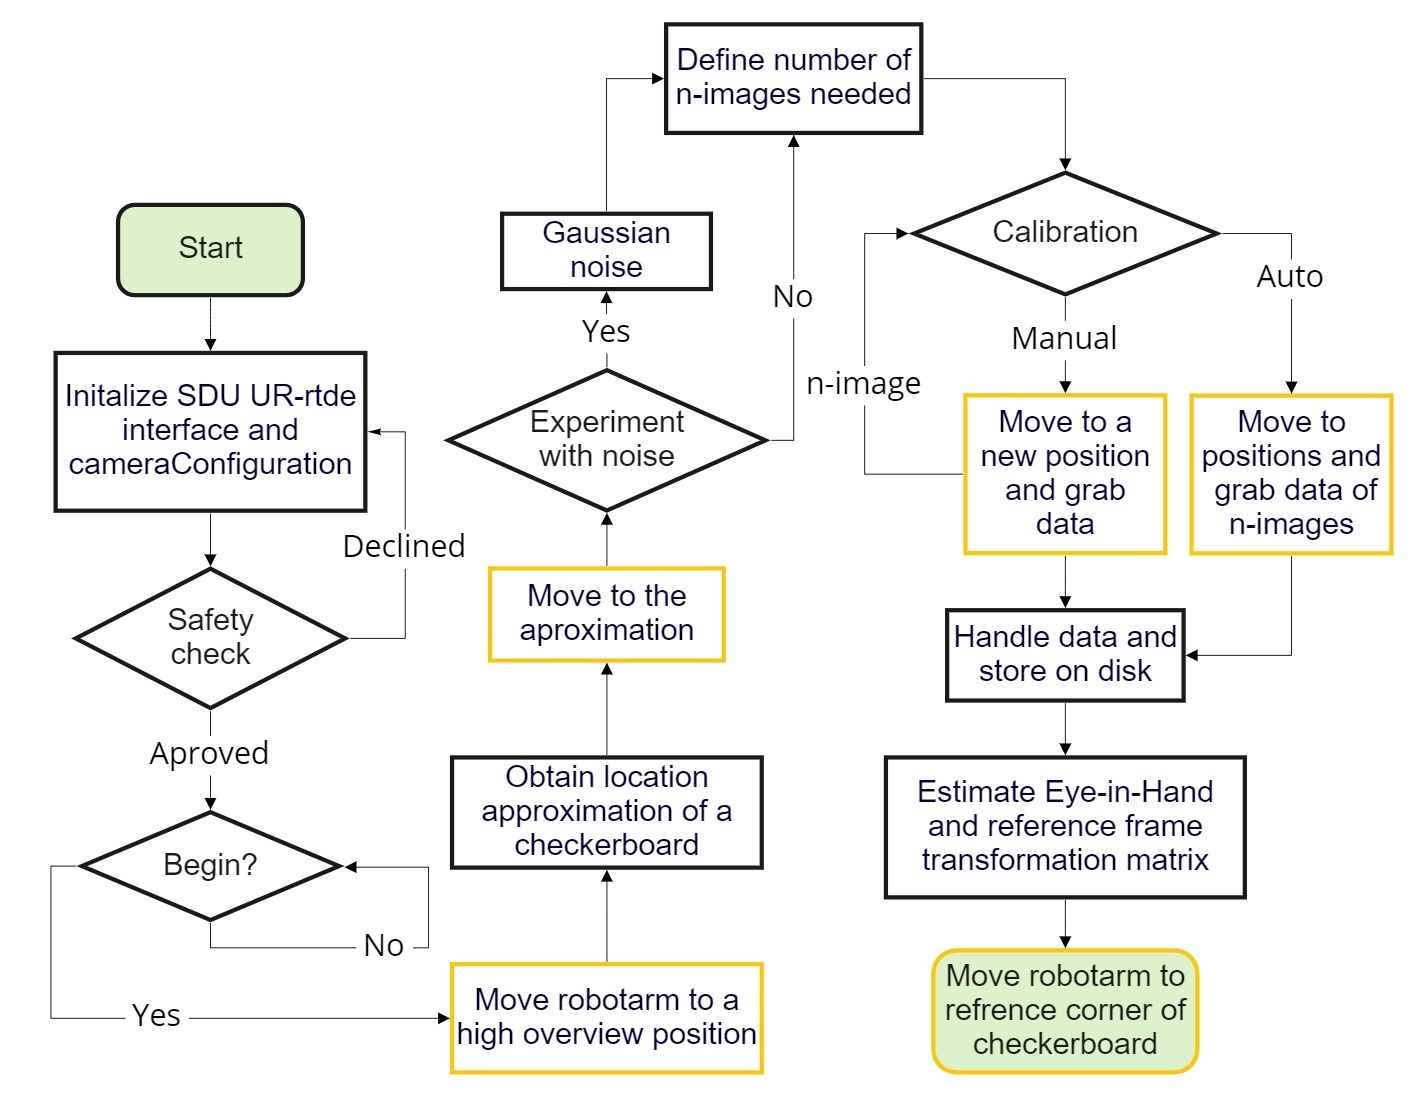 Start
Initalize SDU UR-rtde
interface and
cameraConfiguration
Declined
Safety
check
Aproved
Begin?
No
Yes
Move robotarm to a
high overview position
Obtain location
approximation of a
checkerboard
Move to the
aproximation
Experiment
with noise
Yes
No
Gaussian
noise
Define number of
n-images needed
Calibration
Manual
Auto
n-image
Move to a
new position
and grab
data
Move to
positions and
grab data of
n-images
Handle data and
store on disk
Estimate Eye-in-Hand
and reference frame
transformation matrix
Move robotarm to
refrence corner of
checkerboard